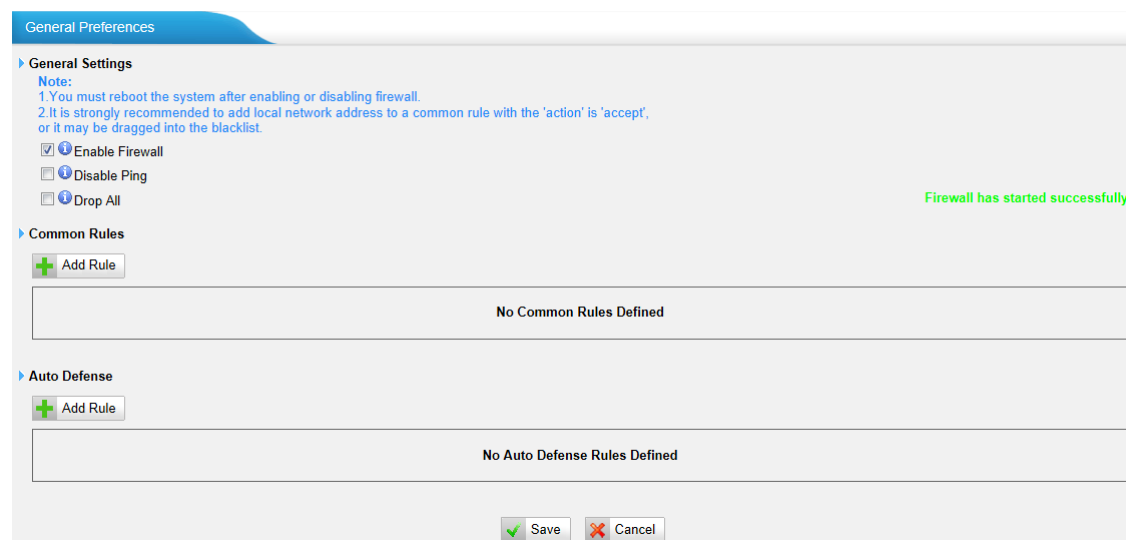 General Preferences
General Settings
Note:
1.You must reboot the system after enabling or disabling firewall.
2.It is strongly recommended to add local network address to a common rule with the 'action' is 'accept',
or it may be dragged into the blacklist.
Enable Firewall
Disable Ping
Drop All
Firewall has started successfully
Common Rules
Add Rule
No Common Rules Defined
Auto Defense
Add Rule
No Auto Defense Rules Defined
Save Cancel